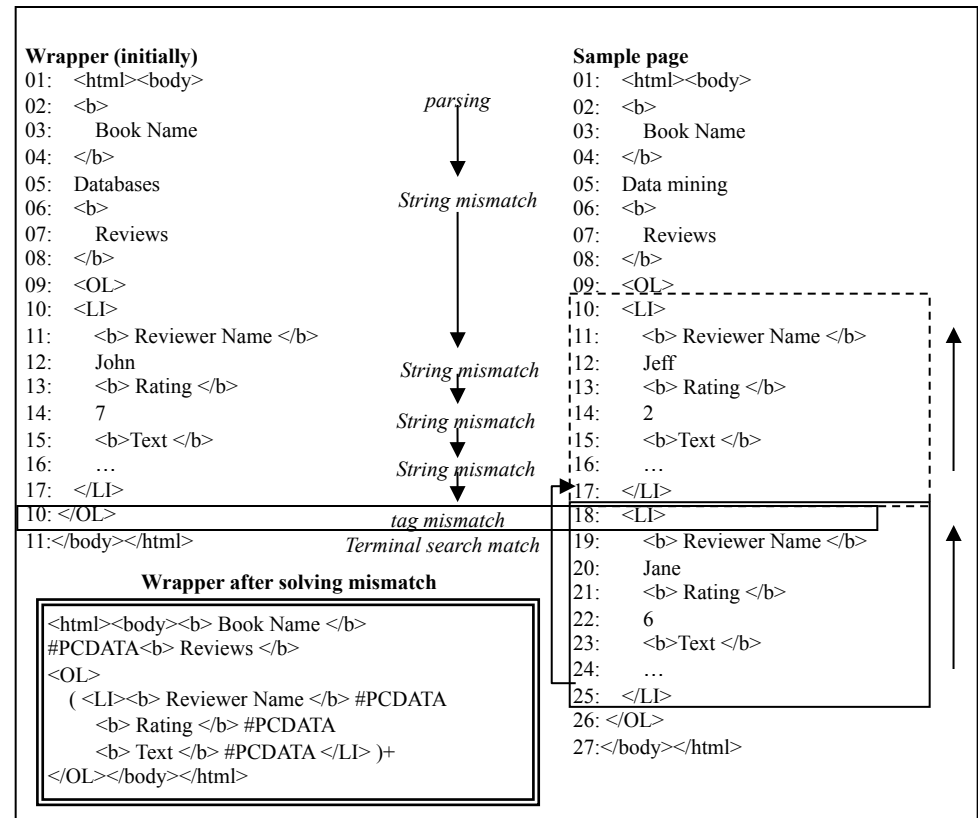 Wrapper (initially)
01: <html><body>
02: <b>
03: Book Name
04: </b>
05: Databases
06: <b>
07: Reviews
08: </b>
09: <OL>
10: <LI>
11: <b> Reviewer Name </b>
12: John
13: <b> Rating </b>
14: 7
15: <b>Text </b>
16: …
17: </LI>
10: </OL>
11:</body></html>
parsing
String mismatch
String mismatch
String mismatch
String mismatch
tag mismatch
Terminal search match
Sample page
01: <html><body>
02: <b>
03: Book Name
04: </b>
05: Data mining
06: <b>
07: Reviews
08: </b>
09: <OL>
10: <LI>
11: <b> Reviewer Name </b>
12: Jeff
13: <b> Rating </b>
14: 2
15: <b>Text </b>
16: …
17: </LI>
18: <LI>
19: <b> Reviewer Name </b>
20: Jane
21: <b> Rating </b>
22: 6
23: <b>Text </b>
24: …
25: </LI>
26: </OL>
27:</body></html>
Wrapper after solving mismatch
<html><body><b> Book Name </b>
#PCDATA<b> Reviews </b>
<OL>
( <LI><b> Reviewer Name </b> #PCDATA
<b> Rating </b> #PCDATA
<b> Text </b> #PCDATA </LI> )+
</OL></body></html>